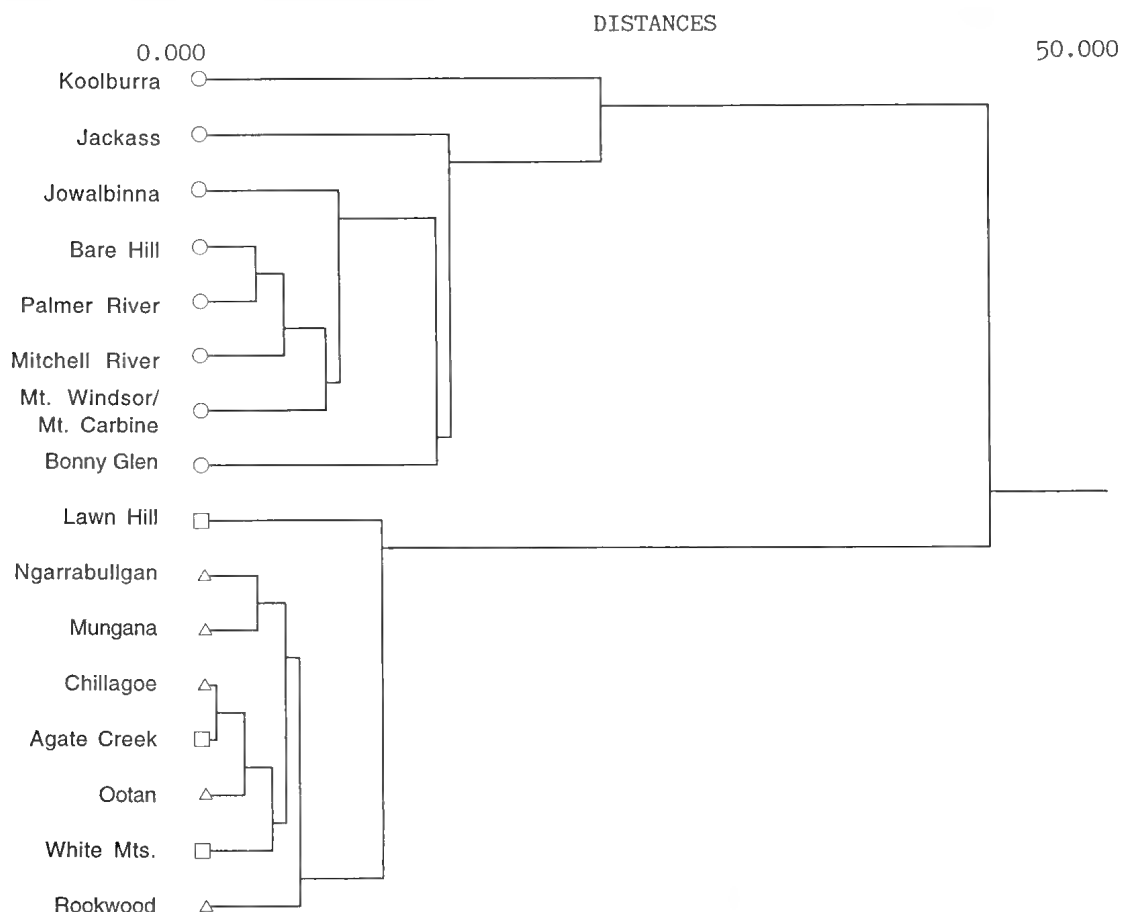 DISTANCES
0.000 50.000
Koolburra
Jackass
Jowalbinna
Bare Hill
Palmer River
Mitchell River
Mt. Windsor/
Mt. Carbine
Bonny Glen
Lawn Hill
Ngarrabullgan
Mungana
Chillagoe
Agate Creek
Ootan
White Mts.
Rookwood